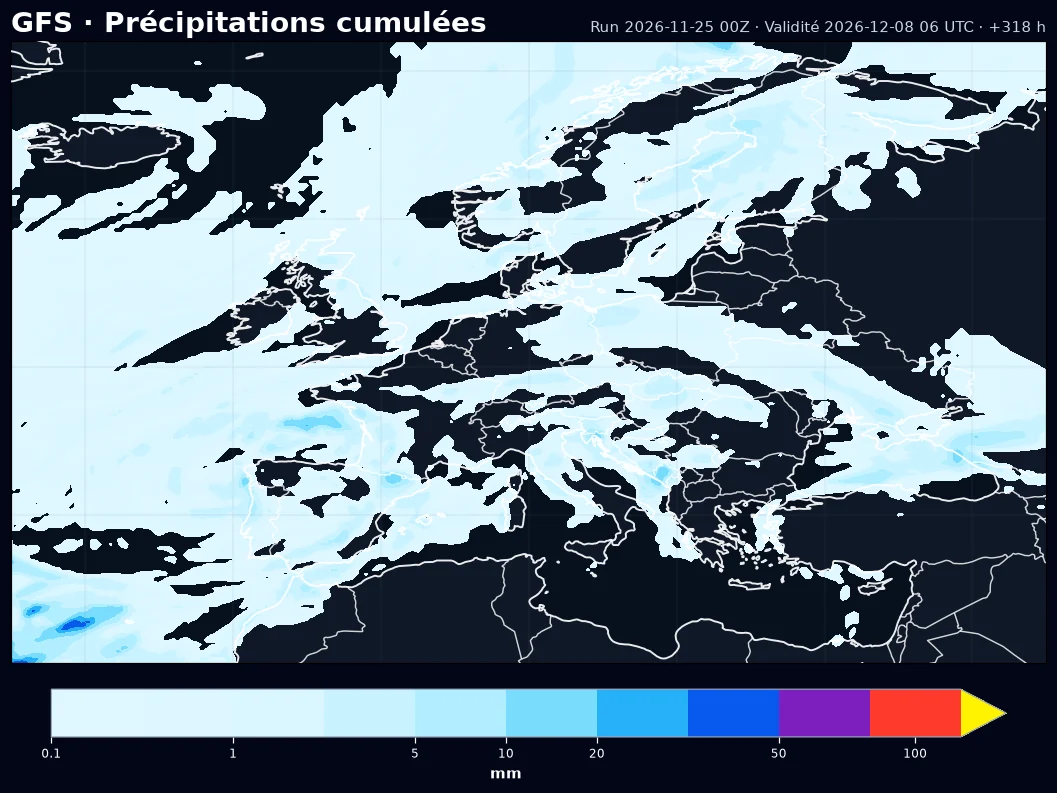 GFS · Précipitations cumulées
Run 2026-11-25 00Z · Validité 2026-12-08 06 UTC · +318 h
0.1 1 5 10 20 50 100
mm